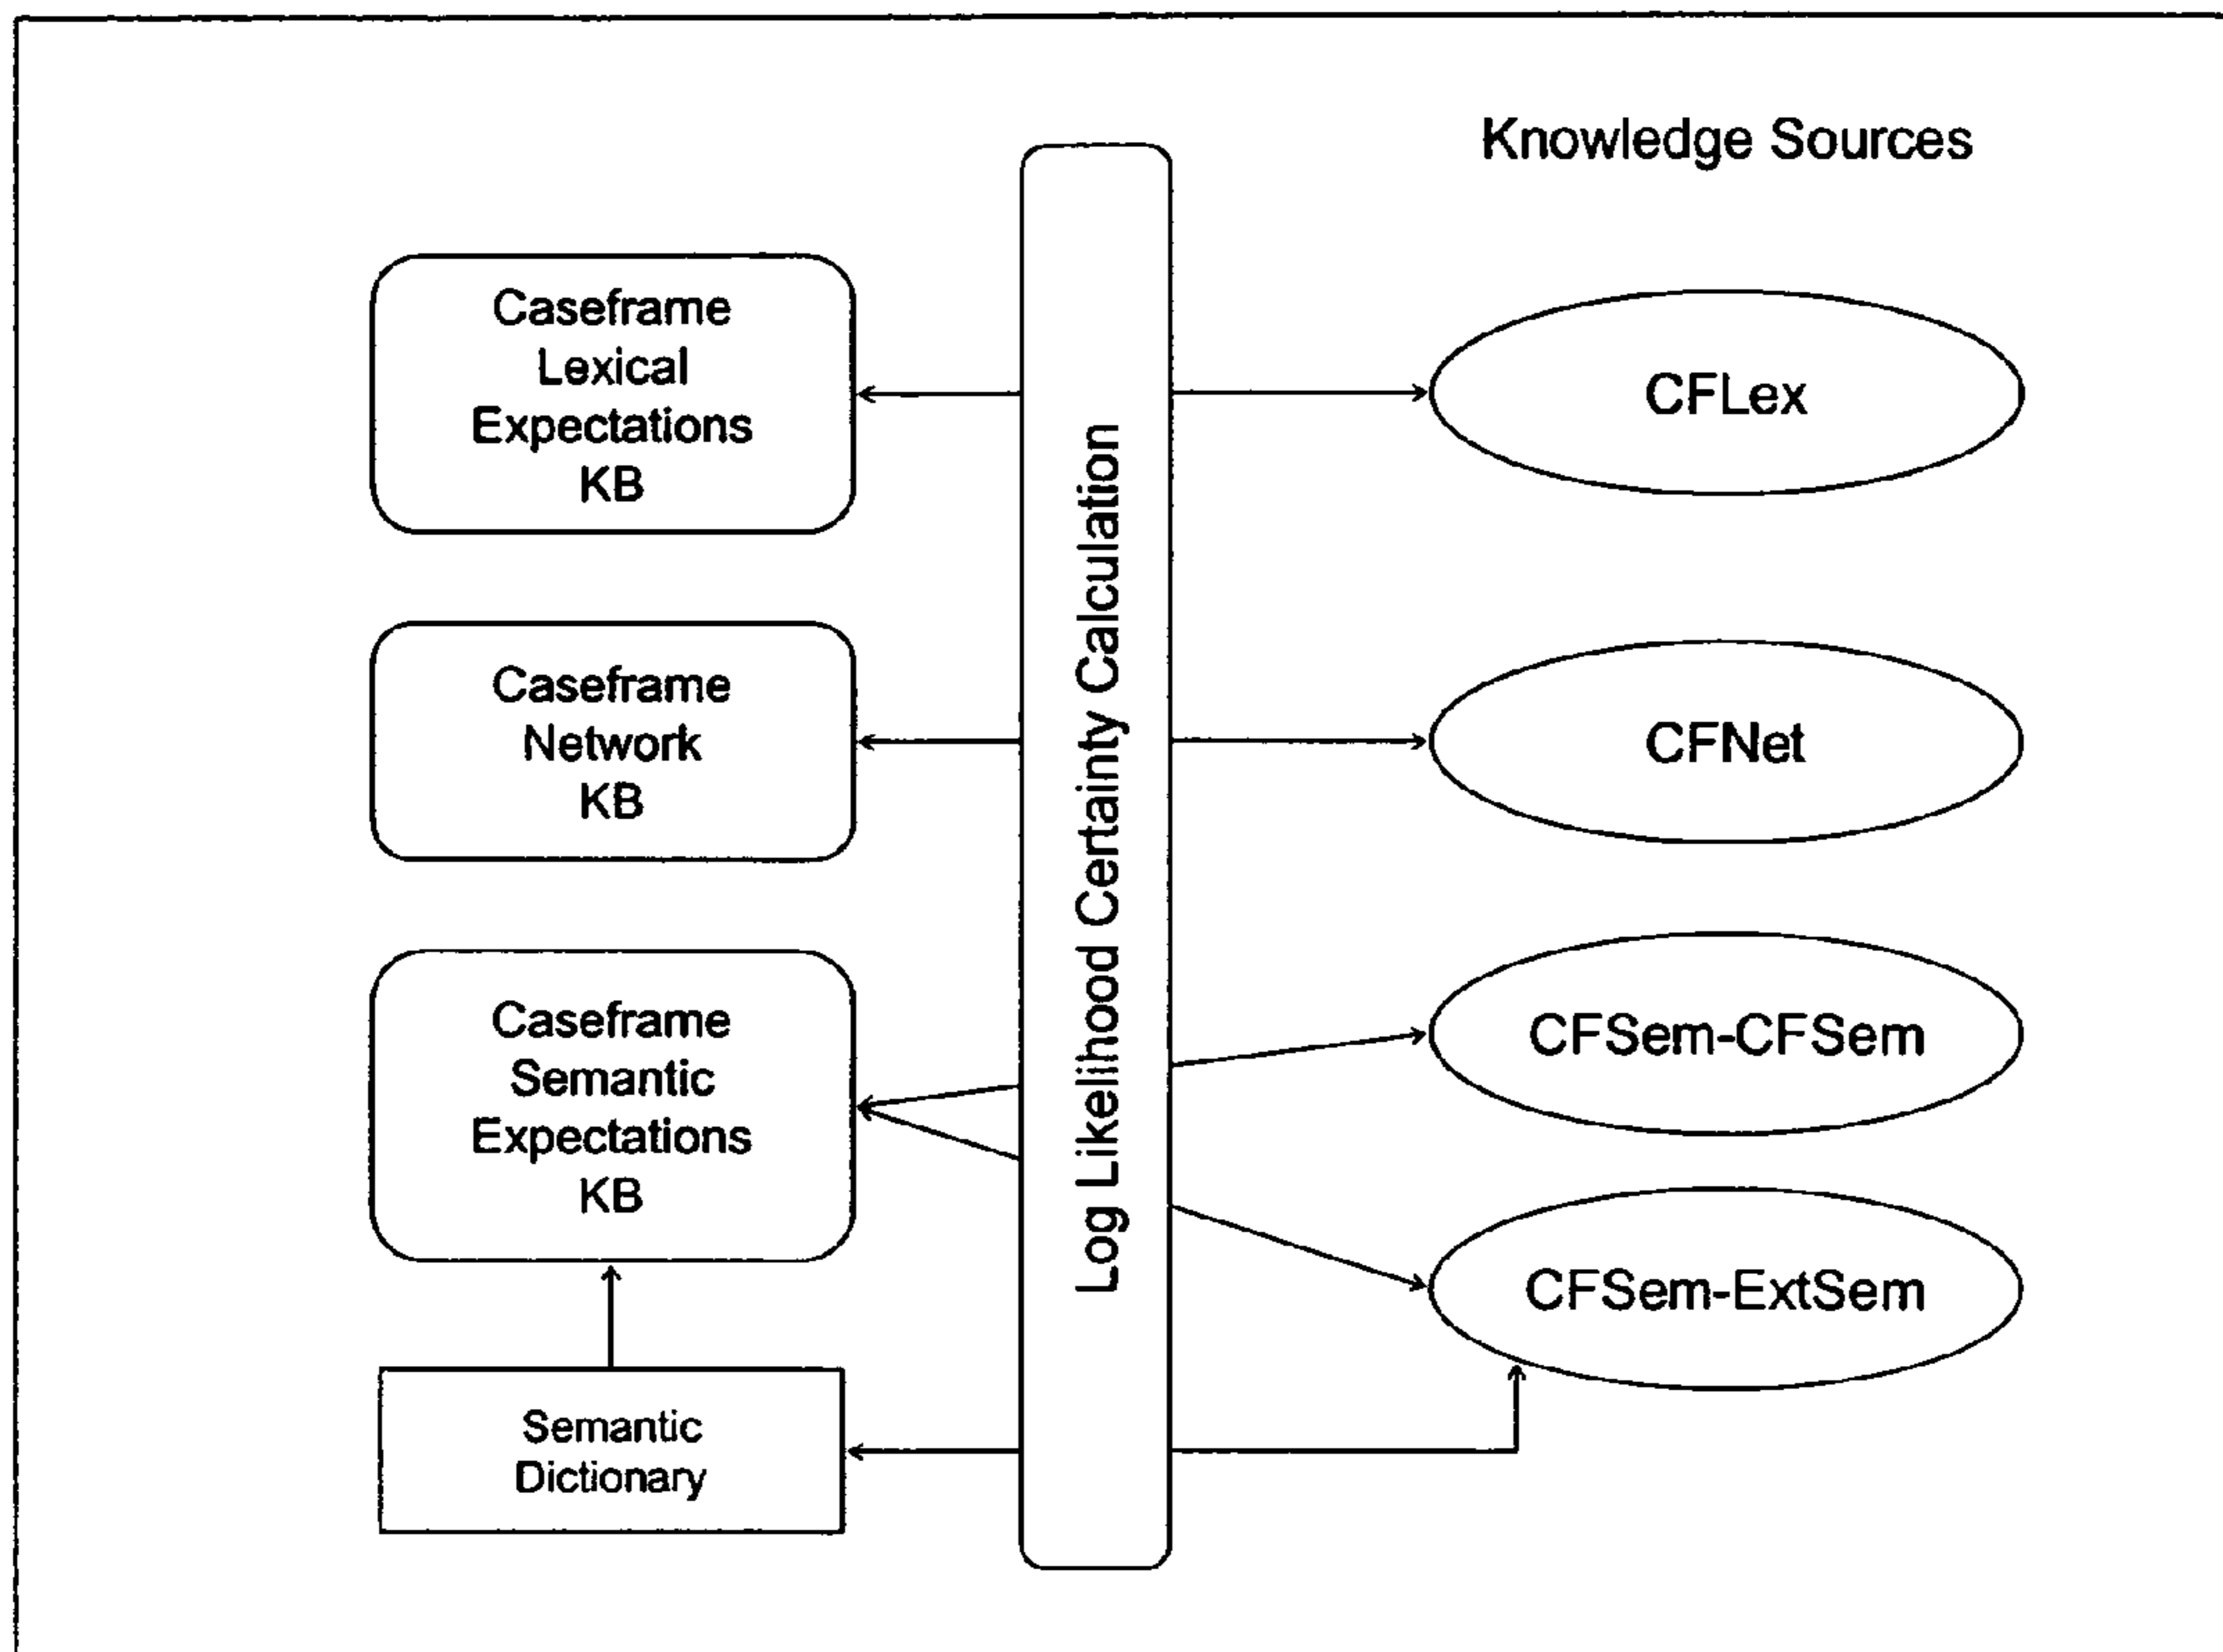 Knowledge Sources
Caseframe
Lexical
Expectations
KB
CFLex
Caseframe
Network
KB
CFNet
Caseframe
Semantic
Expectations
KB
CFSem-CFSem
CFSem-ExtSem
Semantic
Dictionary
Log Likelihood Certainty Calculation